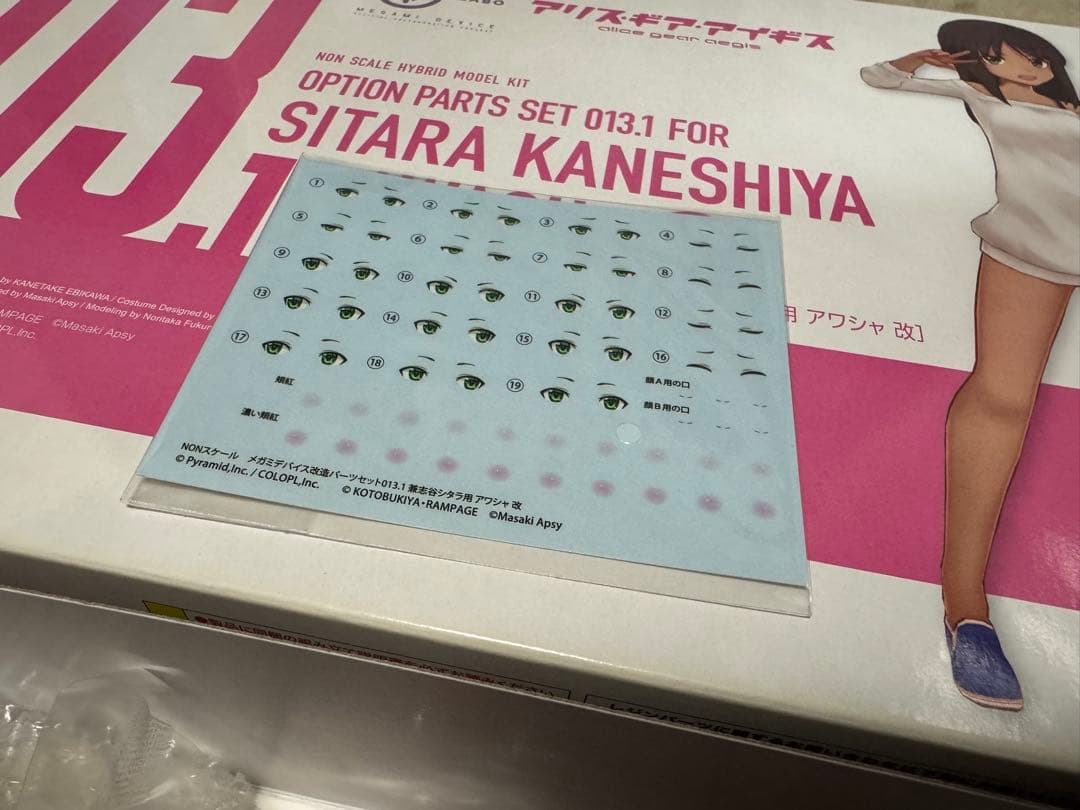 013.1
MEGAMI DEVICE
アリス・ギア・アイギス
alice gear aegis
NON SCALE HYBRID MODEL KIT
OPTION PARTS SET 013.1 FOR
SITARA KANESHIYA
by KANETAKE EBIKAWA / Costume Designed by
by Masaki Apsy / Modeling by Noritaka Fukur
MPAGE ©Masaki Apsy
PL,Inc.
用 アワシャ 改]
① ② ③ ④
⑤ ⑥ ⑦ ⑧
⑨ ⑩ ⑪ ⑫
⑬ ⑭ ⑮ ⑯
⑰ ⑱ ⑲
顔A用の口
顔B用の口
頬紅
濃い頬紅
NONスケール メガミデバイス改造パーツセット013.1 兼志谷シタラ用 アワシャ 改
© Pyramid,Inc. / COLOPL,Inc. © KOTOBUKIYA・RAMPAGE ©Masaki Apsy